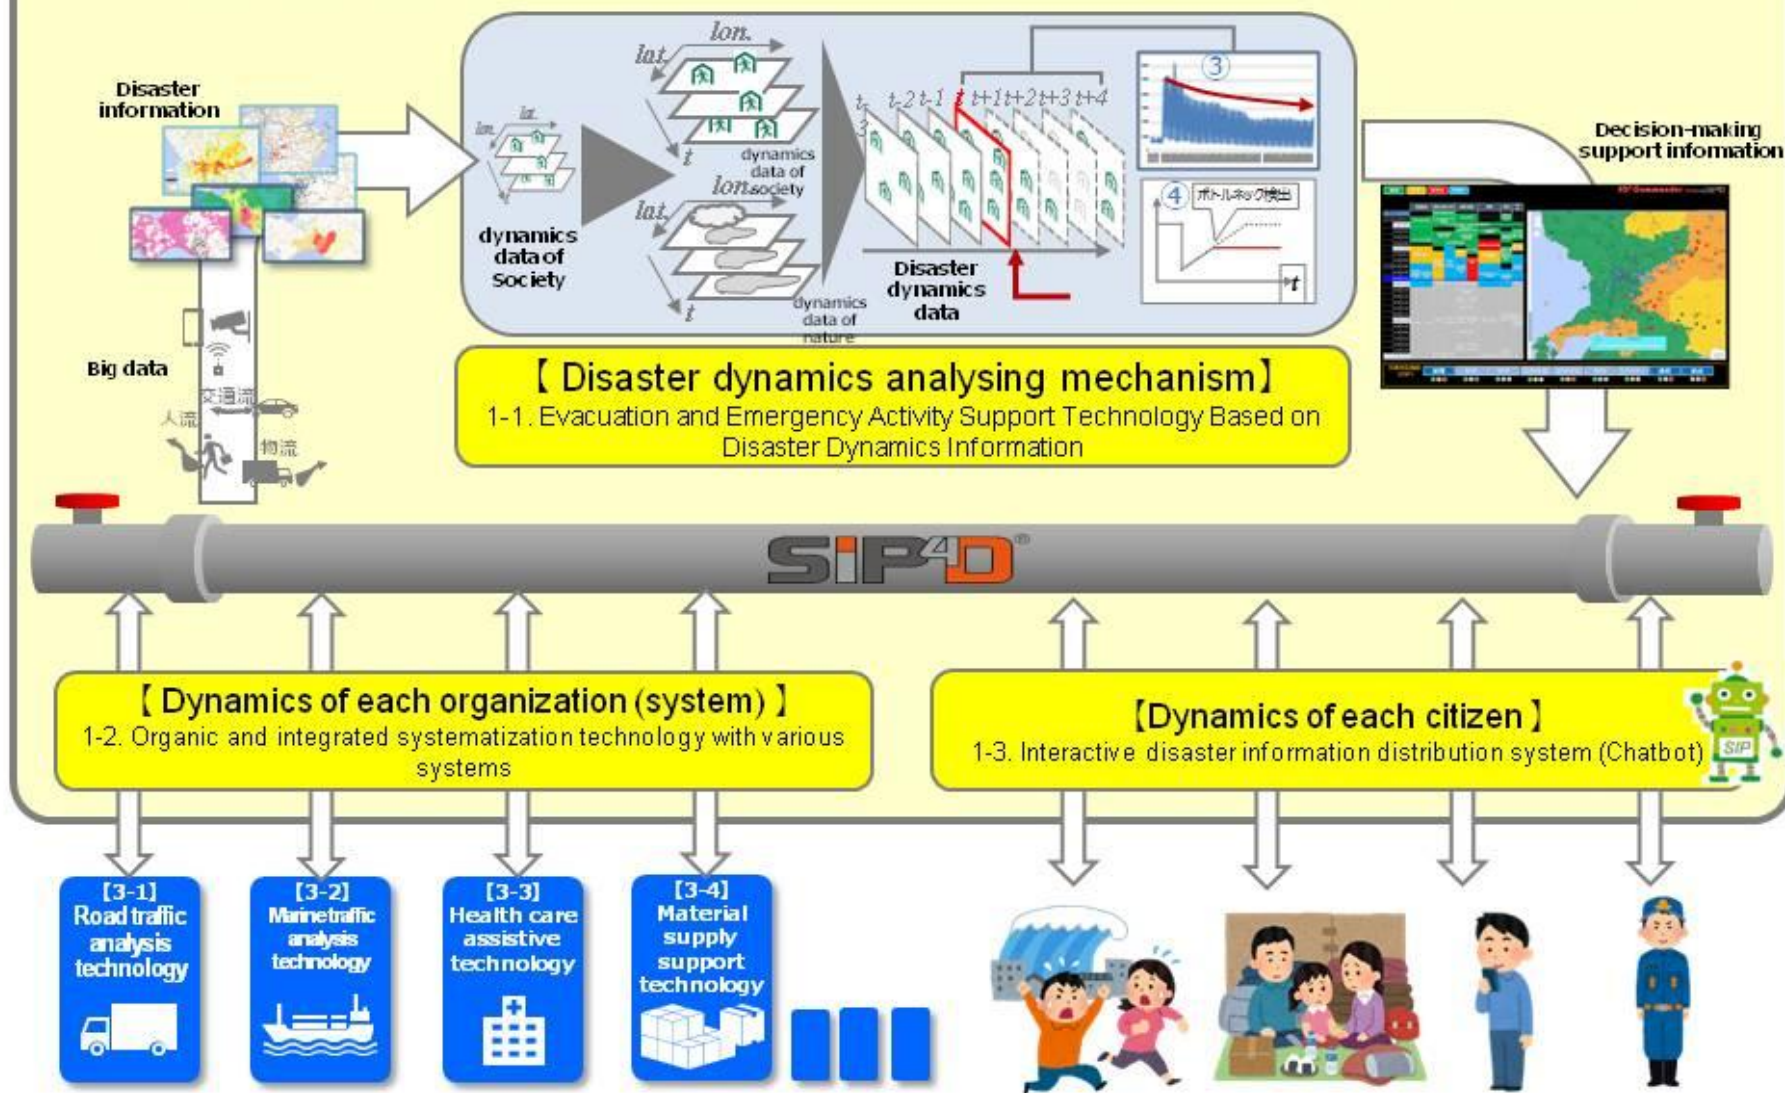 Disaster
information
lon.
lat.
lon.
lat.
t
dynamics
data of
Society
t
dynamics
data of
society
lon.
lat.
t
dynamics
data of
nature
t-
3
t-2
t-1
t
t+1
t+2
t+3
t+4
Disaster
dynamics
data
③
④
ボトルネック検出
t
Decision-making
support information
Big data
交通流
人流
物流
【 Disaster dynamics analysing mechanism】
1-1. Evacuation and Emergency Activity Support Technology Based on
Disaster Dynamics Information
SiP4D®
【 Dynamics of each organization (system) 】
1-2. Organic and integrated systematization technology with various
systems
【Dynamics of each citizen 】
1-3. Interactive disaster information distribution system (Chatbot)
SIP
[3-1]
Road traffic
analysis
technology
[3-2]
Marine traffic
analysis
technology
[3-3]
Health care
assistive
technology
[3-4]
Material
supply
support
technology